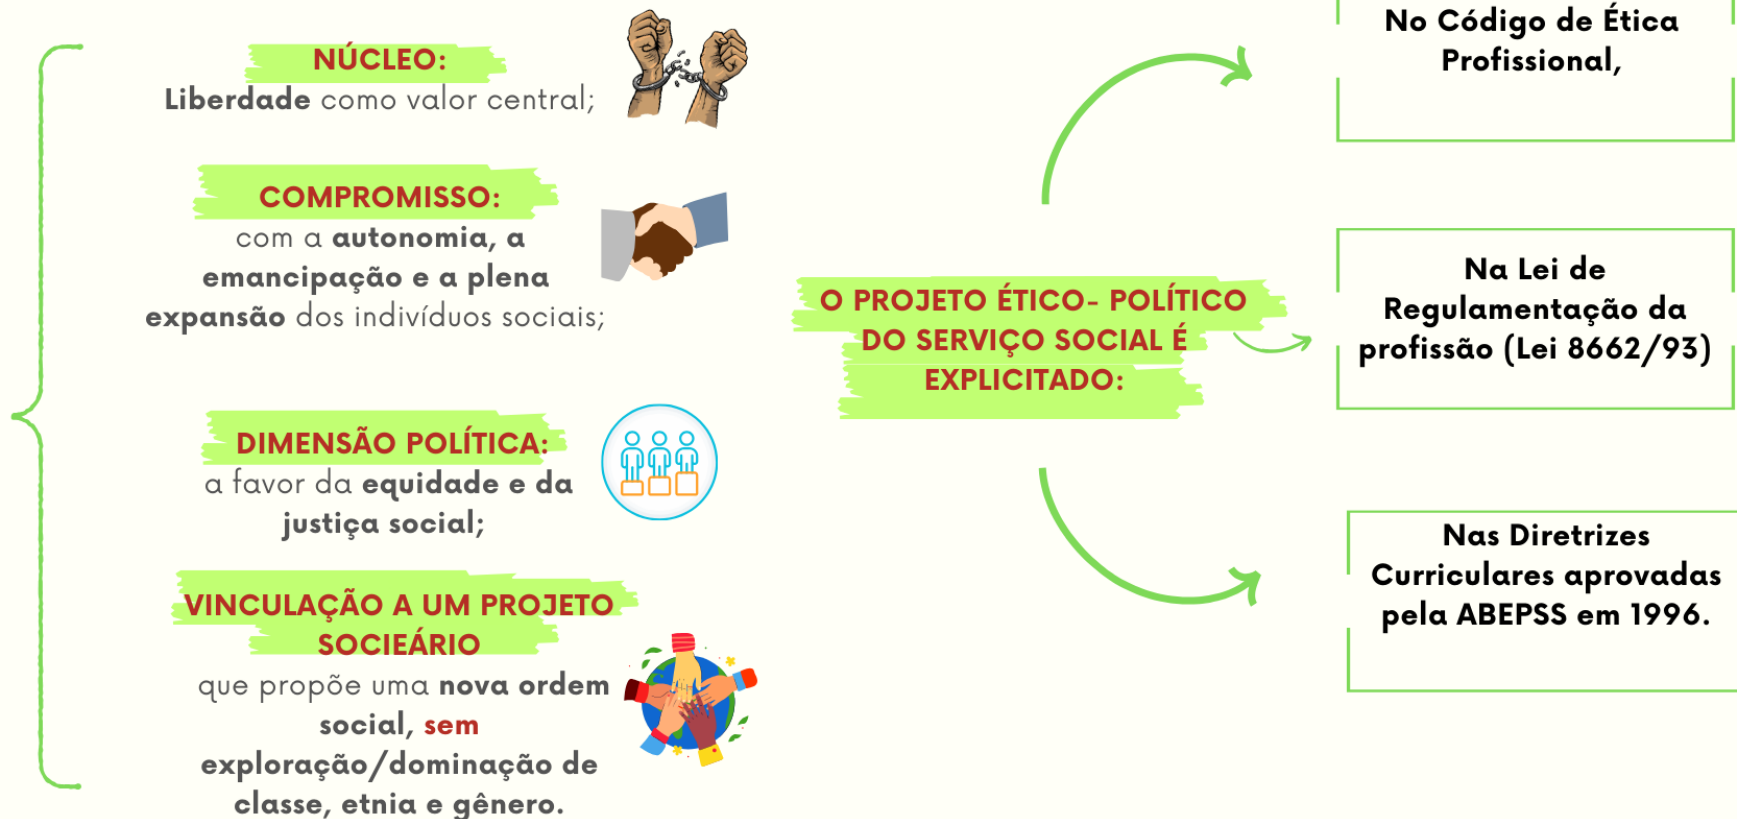 NÚCLEO:
Liberdade como valor central;
COMPROMISSO:
com a autonomia, a
emancipação e a plena
expansão dos indivíduos sociais;
DIMENSÃO POLÍTICA:
a favor da equidade e da
justiça social;
VINCULAÇÃO A UM PROJETO
SOCIEÁRIO
que propõe uma nova ordem
social, sem
exploração/dominação de
classe, etnia e gênero.
O PROJETO ÉTICO- POLÍTICO
DO SERVIÇO SOCIAL É
EXPLICITADO:
No Código de Ética
Profissional,
Na Lei de
Regulamentação da
profissão (Lei 8662/93)
Nas Diretrizes
Curriculares aprovadas
pela ABEPSS em 1996.